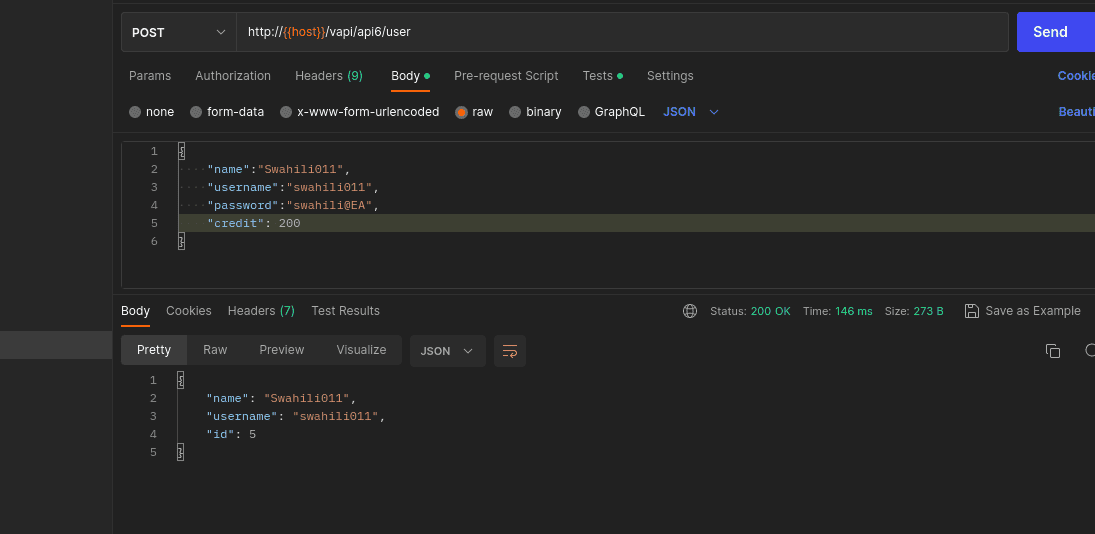 POST http://{{host}}/vapi/api6/user Send
Params Authorization Headers (9) Body Pre-request Script Tests Settings Cookie
none form-data x-www-form-urlencoded raw binary GraphQL JSON Beaut
1 {
2 ····"name":"Swahili011",
3 ····"username":"swahili011",
4 ····"password":"swahili@EA",
5 "credit": 200
6 }
Body Cookies Headers (7) Test Results Status: 200 OK Time: 146 ms Size: 273 B Save as Example
Pretty Raw Preview Visualize JSON
1 {
2 "name": "Swahili011",
3 "username": "swahili011",
4 "id": 5
5 }